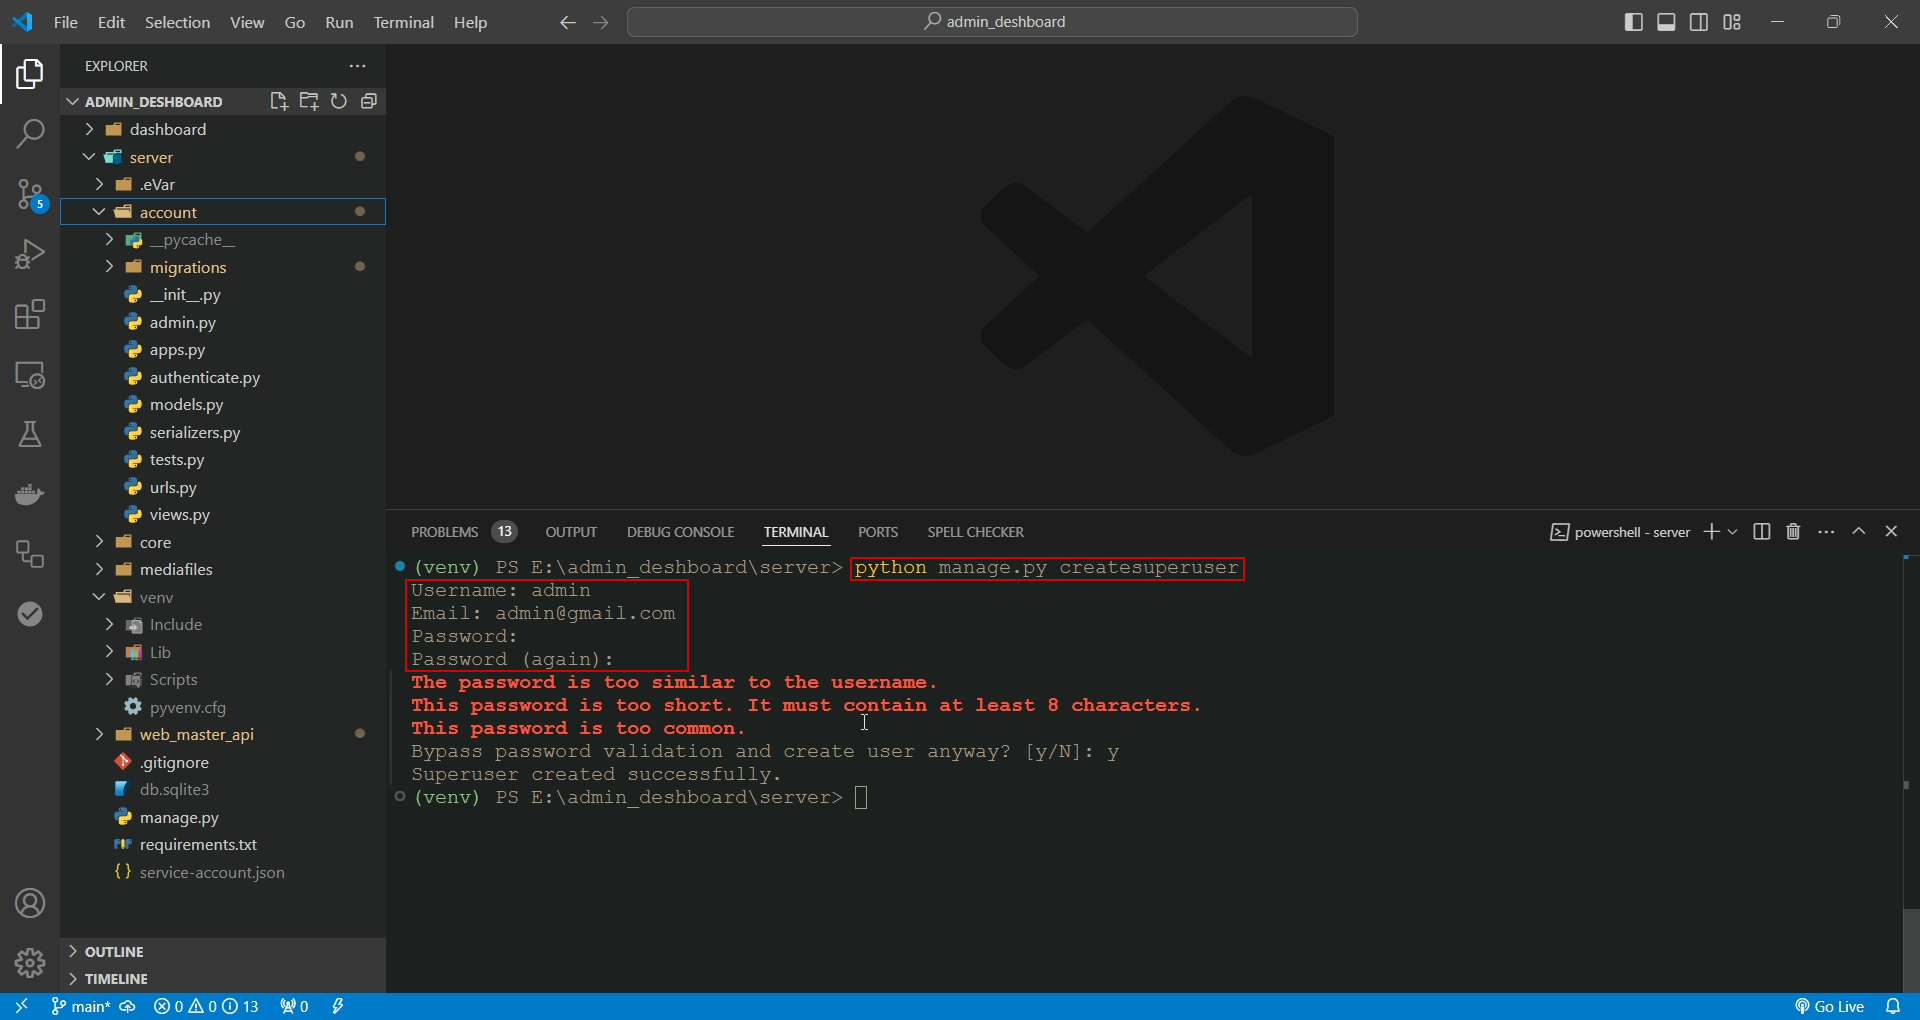 File Edit Selection View Go Run Terminal Help
admin_deshboard
EXPLORER
ADMIN_DESHBOARD
dashboard
server
.eVar
account
__pycache__
migrations
__init__.py
admin.py
apps.py
authenticate.py
models.py
serializers.py
tests.py
urls.py
views.py
core
mediafiles
venv
Include
Lib
Scripts
pyvenv.cfg
web_master_api
.gitignore
db.sqlite3
manage.py
requirements.txt
service-account.json
OUTLINE
TIMELINE
5
PROBLEMS 13 OUTPUT DEBUG CONSOLE TERMINAL PORTS SPELL CHECKER
powershell - server
(venv) PS E:\admin_deshboard\server> python manage.py createsuperuser
Username: admin
Email: admin@gmail.com
Password:
Password (again):
The password is too similar to the username.
This password is too short. It must contain at least 8 characters.
This password is too common.
Bypass password validation and create user anyway? [y/N]: y
Superuser created successfully.
(venv) PS E:\admin_deshboard\server>
main* 0 0 13 0
Go Live